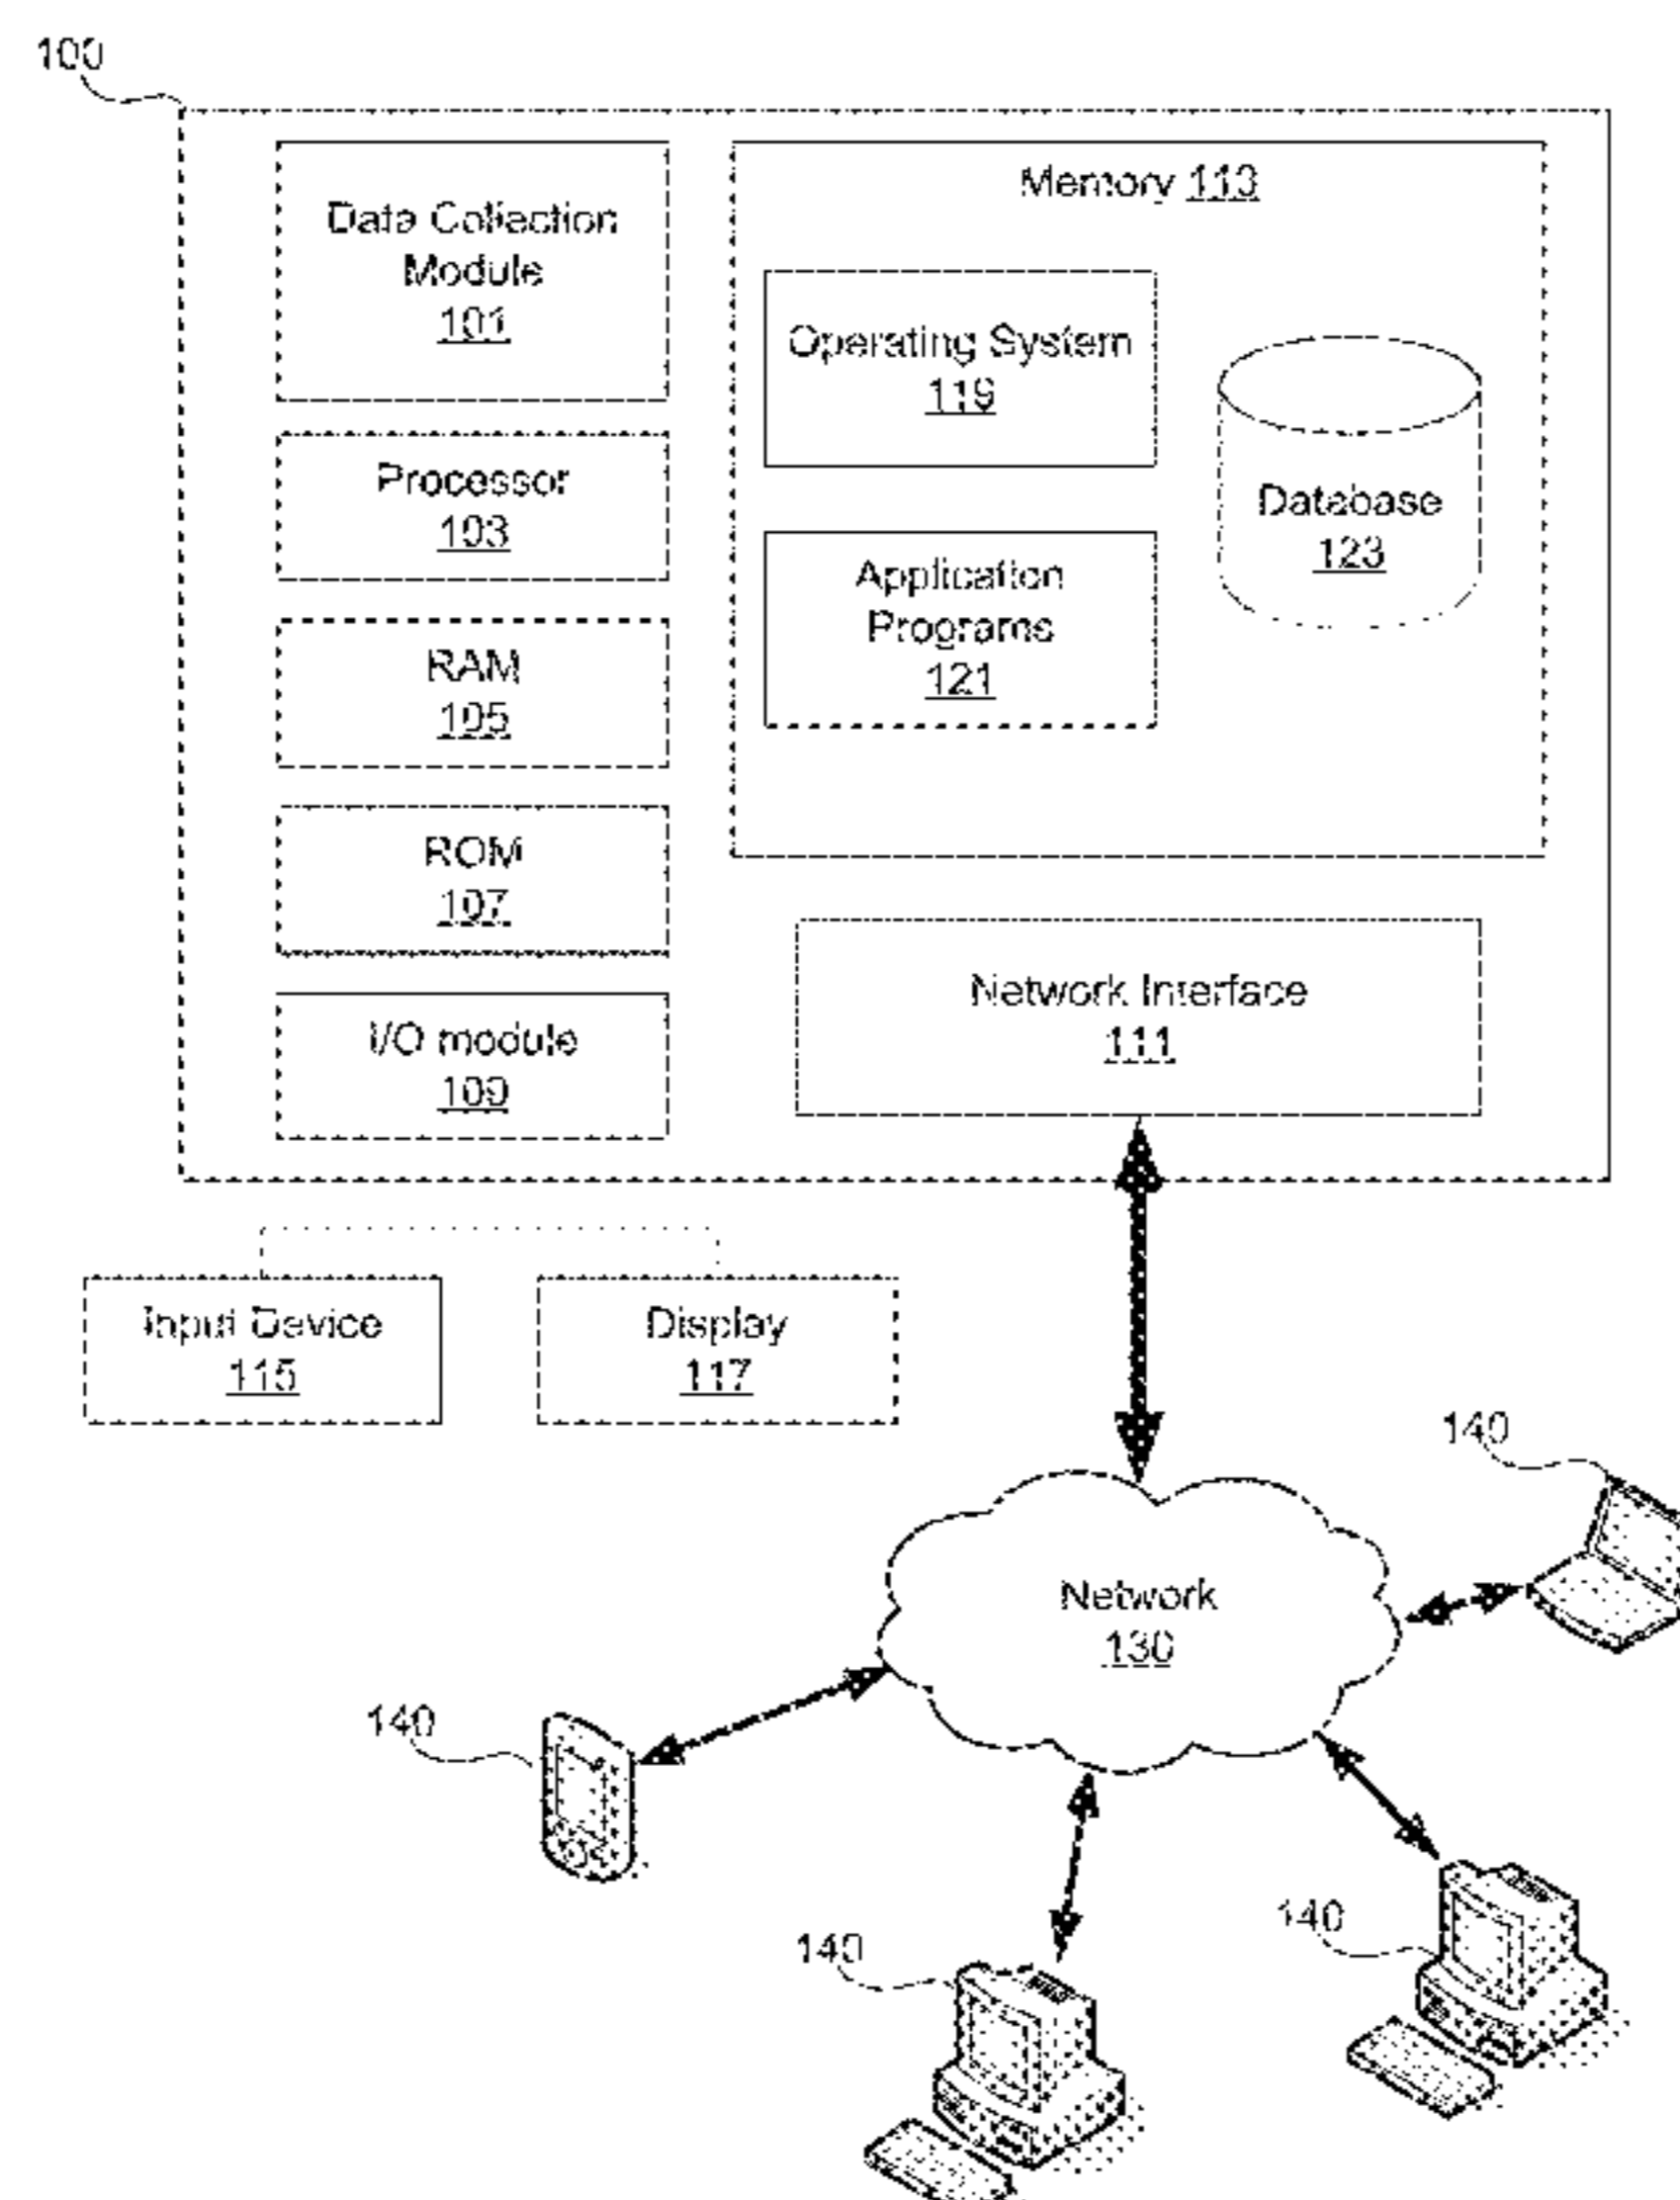 100
Data Collection
Module
101
Processor
103
RAM
105
ROM
107
I/O module
109
Memory 113
Operating System
119
Application
Programs
121
Database
123
Network Interface
111
Input Device
115
Display
117
Network
130
140
140
140
140